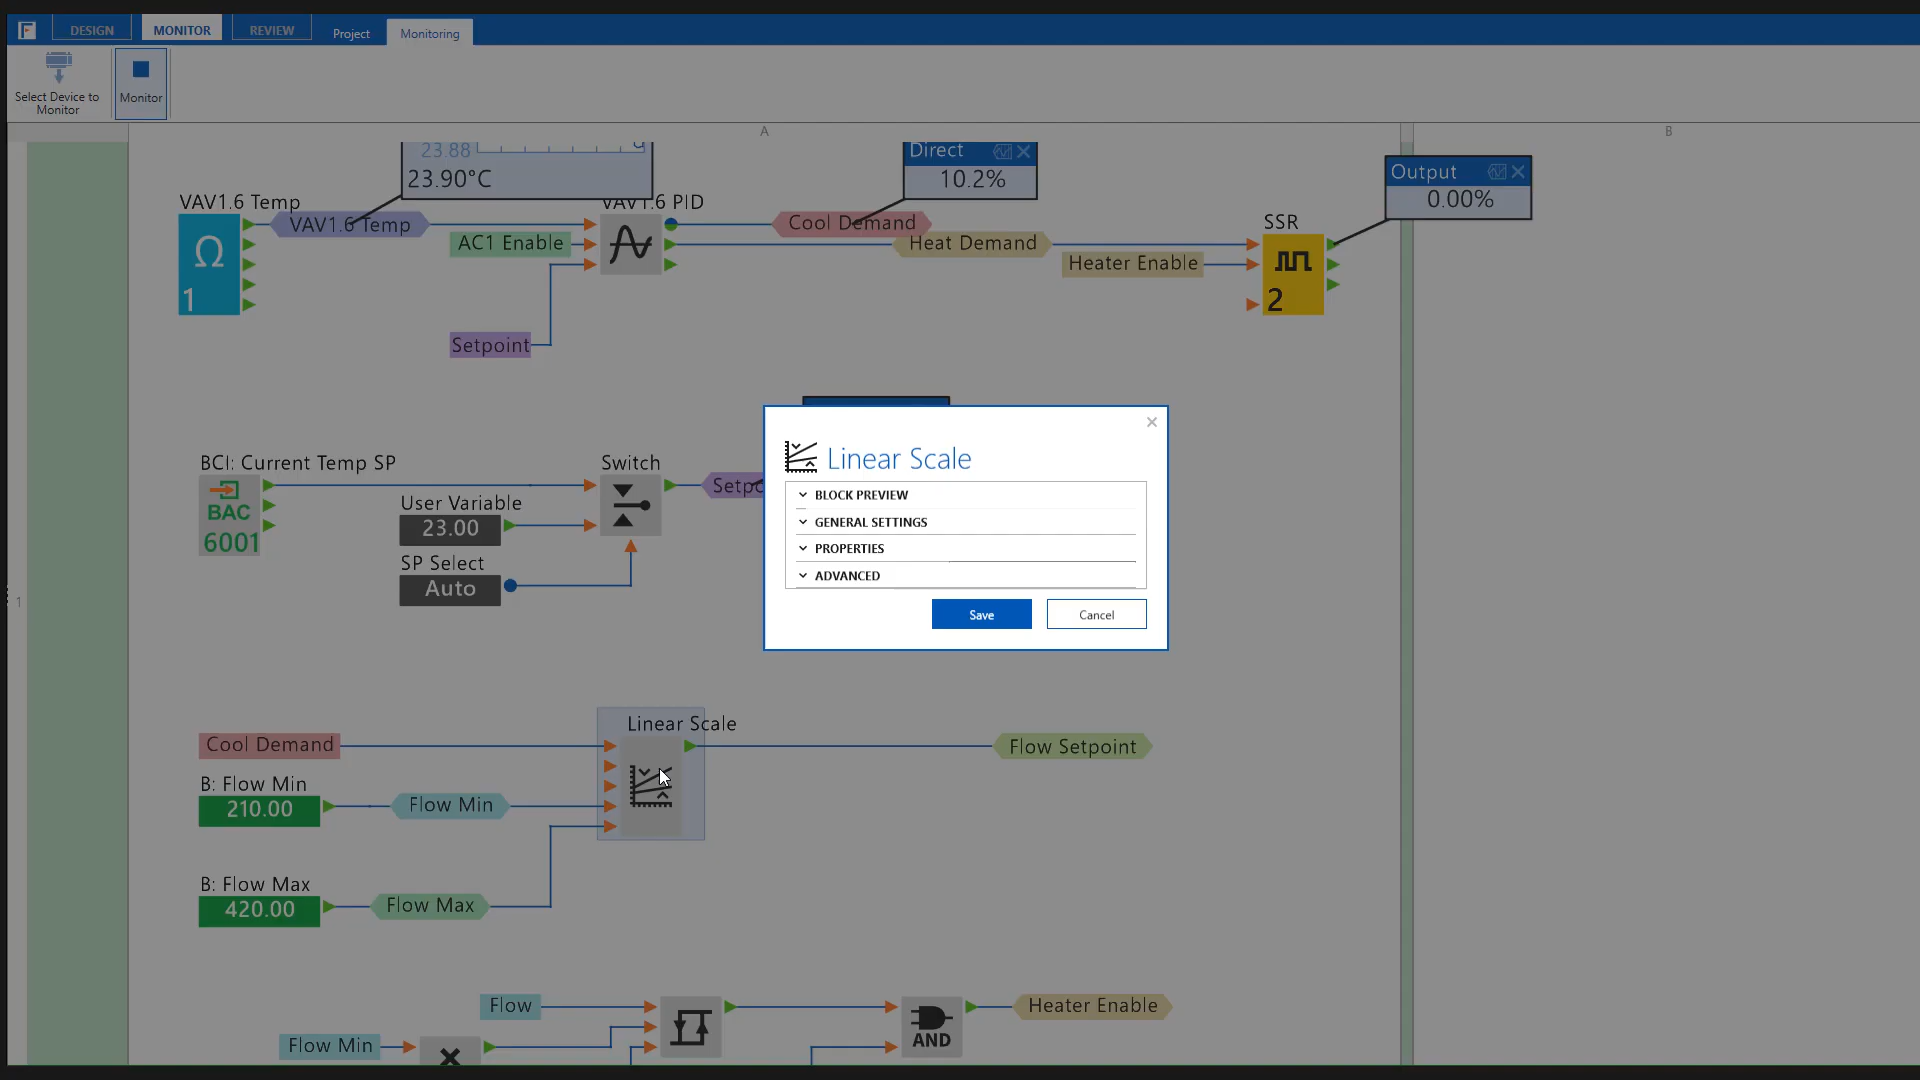 DESIGN
MONITOR
REVIEW
Project
Monitoring
Select Device to
Monitor
Monitor
A
B
23.88
23.90°C
Direct
10.2%
Output
0.00%
VAV1.6 Temp
VAV1.6 Temp
1
AC1 Enable
VAV1.6 PID
Cool Demand
Heat Demand
Heater Enable
SSR
2
Setpoint
BCI: Current Temp SP
BAC
6001
User Variable
23.00
SP Select
Auto
Switch
1
Linear Scale
BLOCK PREVIEW
GENERAL SETTINGS
PROPERTIES
ADVANCED
Save
Cancel
Linear Scale
Cool Demand
Flow Setpoint
B: Flow Min
210.00
Flow Min
B: Flow Max
420.00
Flow Max
Flow
Flow Min
AND
Heater Enable